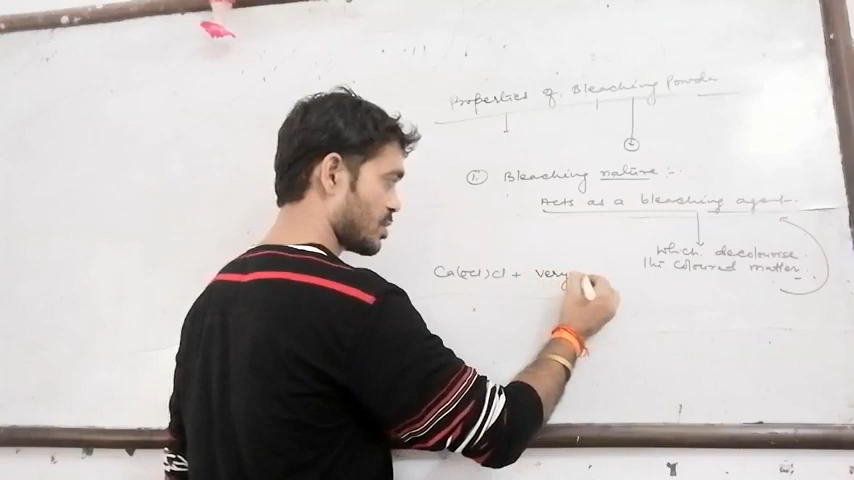 Properties of Bleaching Powder
① Bleaching nature :-
Acts as a bleaching agent.
which decolourise
the coloured matter
Ca(OCl)Cl + very